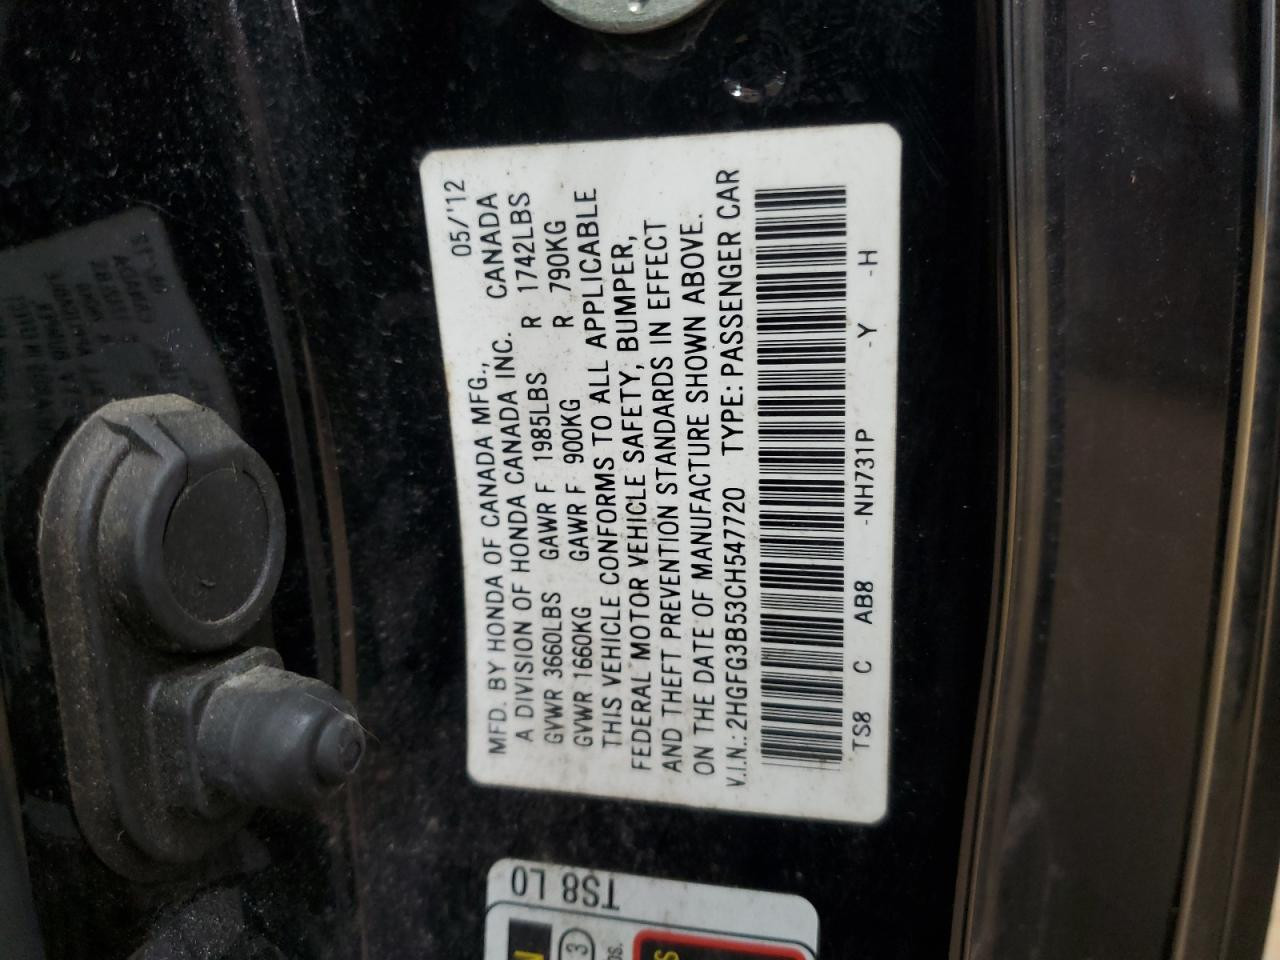 05/'12
MFD. BY HONDA OF CANADA MFG., CANADA
A DIVISION OF HONDA CANADA INC.
GVWR 3660LBS GAWR F 1985LBS R 1742LBS
GVWR 1660KG GAWR F 900KG R 790KG
THIS VEHICLE CONFORMS TO ALL APPLICABLE
FEDERAL MOTOR VEHICLE SAFETY, BUMPER,
AND THEFT PREVENTION STANDARDS IN EFFECT
ON THE DATE OF MANUFACTURE SHOWN ABOVE.
V.I.N.: 2HGFG3B53CH547720 TYPE: PASSENGER CAR
TS8 C AB8 -NH731P -Y -H
TS8 L0
3